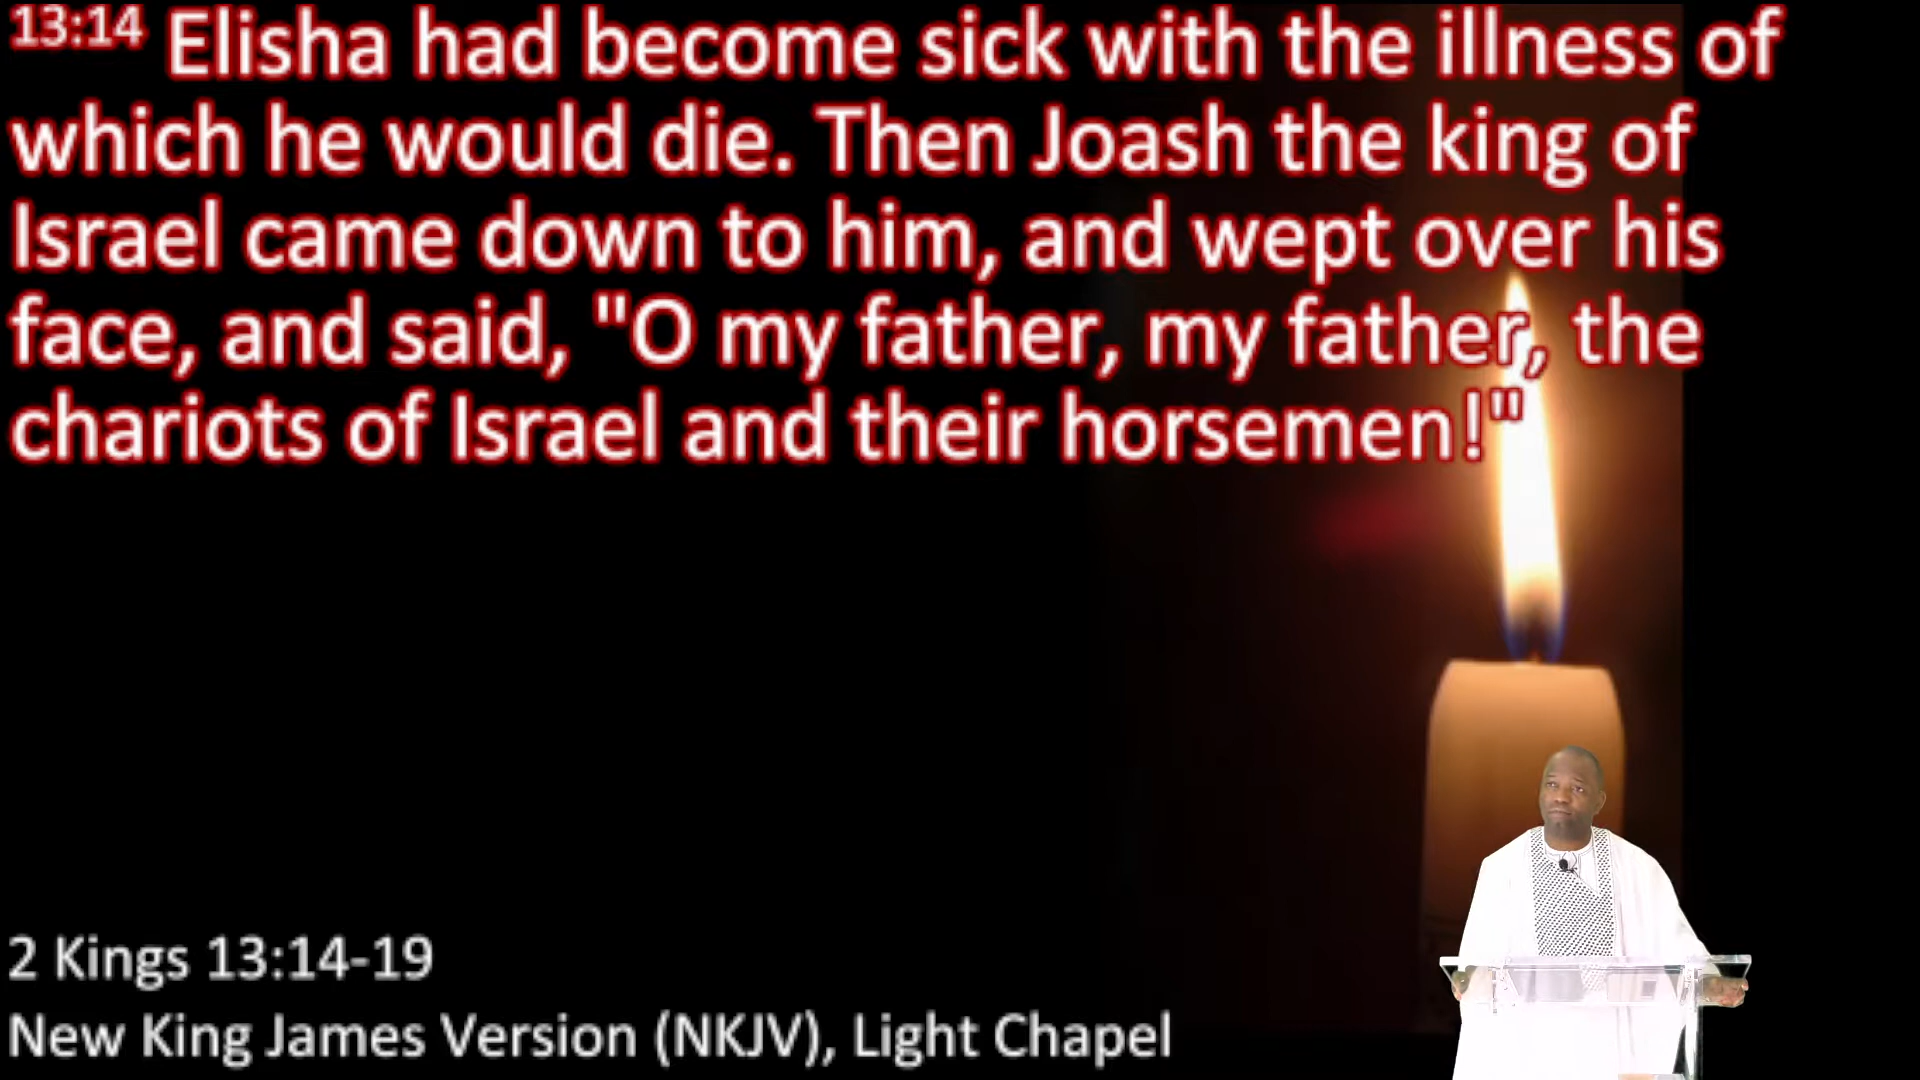 13:14 Elisha had become sick with the illness of
which he would die. Then Joash the king of
Israel came down to him, and wept over his
face, and said, "O my father, my father, the
chariots of Israel and their horsemen!"
2 Kings 13:14-19
New King James Version (NKJV), Light Chapel